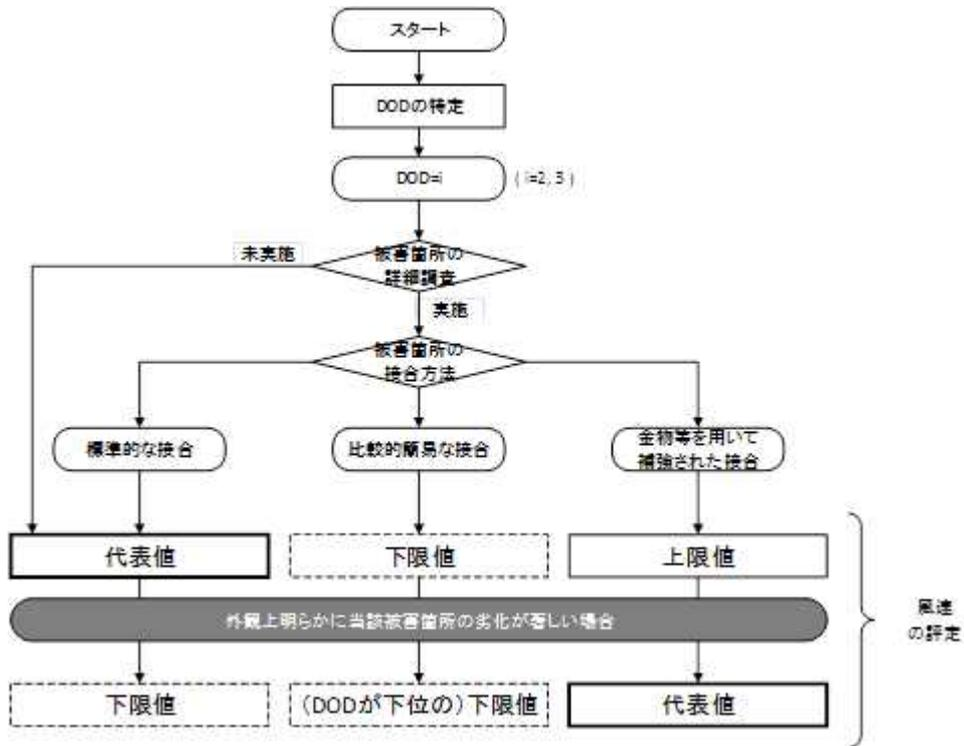 スタート
DODの特定
DOD=i
( i=2, 3 )
未実施
被害箇所の
詳細調査
実施
被害箇所の
接合方法
標準的な接合
比較的簡易な接合
金物等を用いて
補強された接合
代表値
下限値
上限値
外観上明らかに当該被害箇所の劣化が著しい場合
風速
の評定
下限値
(DODが下位の)下限値
代表値